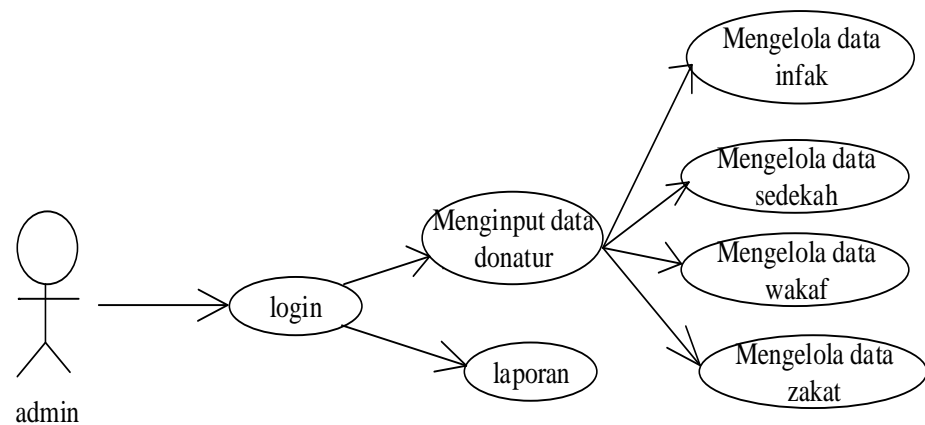 Mengelola data
infak
Mengelola data
sedekah
Menginput data
donatur
Mengelola data
wakaf
login
Mengelola data
zakat
laporan
admin